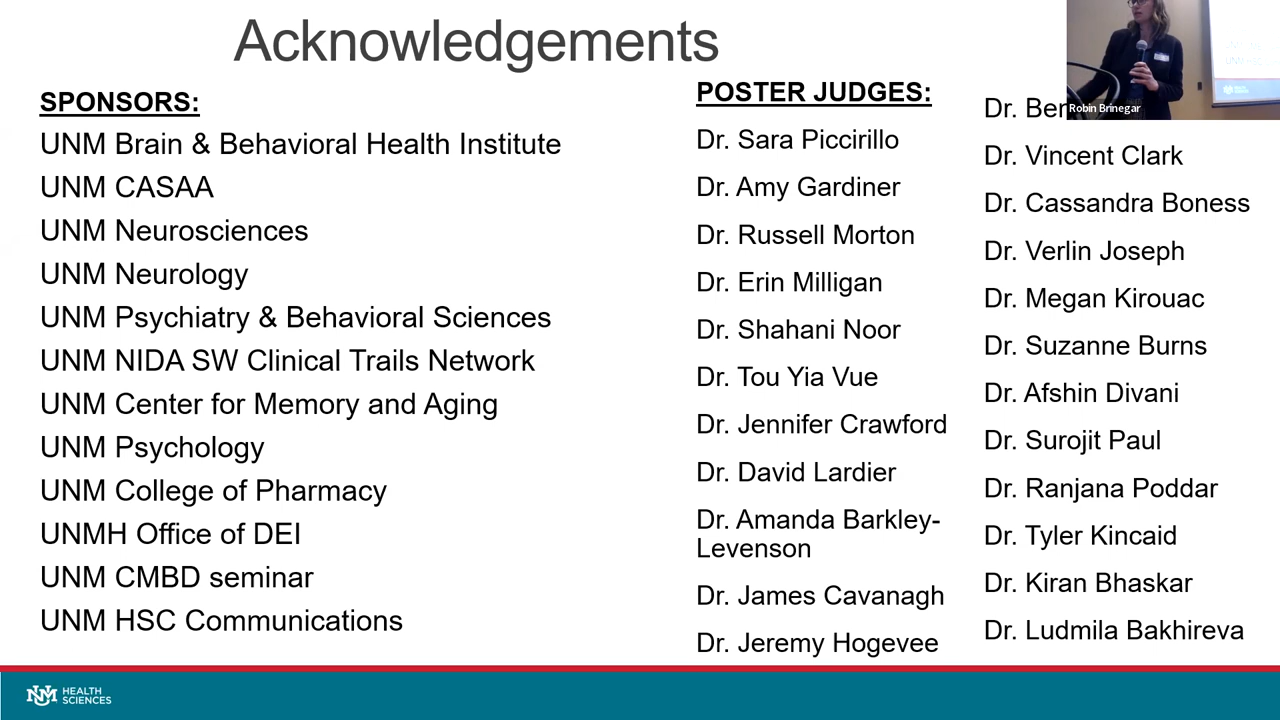 Acknowledgements
SPONSORS:
UNM Brain & Behavioral Health Institute
UNM CASAA
UNM Neurosciences
UNM Neurology
UNM Psychiatry & Behavioral Sciences
UNM NIDA SW Clinical Trails Network
UNM Center for Memory and Aging
UNM Psychology
UNM College of Pharmacy
UNMH Office of DEI
UNM CMBD seminar
UNM HSC Communications
POSTER JUDGES:
Dr. Sara Piccirillo
Dr. Amy Gardiner
Dr. Russell Morton
Dr. Erin Milligan
Dr. Shahani Noor
Dr. Tou Yia Vue
Dr. Jennifer Crawford
Dr. David Lardier
Dr. Amanda Barkley-
Levenson
Dr. James Cavanagh
Dr. Jeremy Hogevee
Dr.
Dr. Vincent Clark
Dr. Cassandra Boness
Dr. Verlin Joseph
Dr. Megan Kirouac
Dr. Suzanne Burns
Dr. Afshin Divani
Dr. Surojit Paul
Dr. Ranjana Poddar
Dr. Tyler Kincaid
Dr. Kiran Bhaskar
Dr. Ludmila Bakhireva
Robin Brinegar
UNM HEALTH
SCIENCES